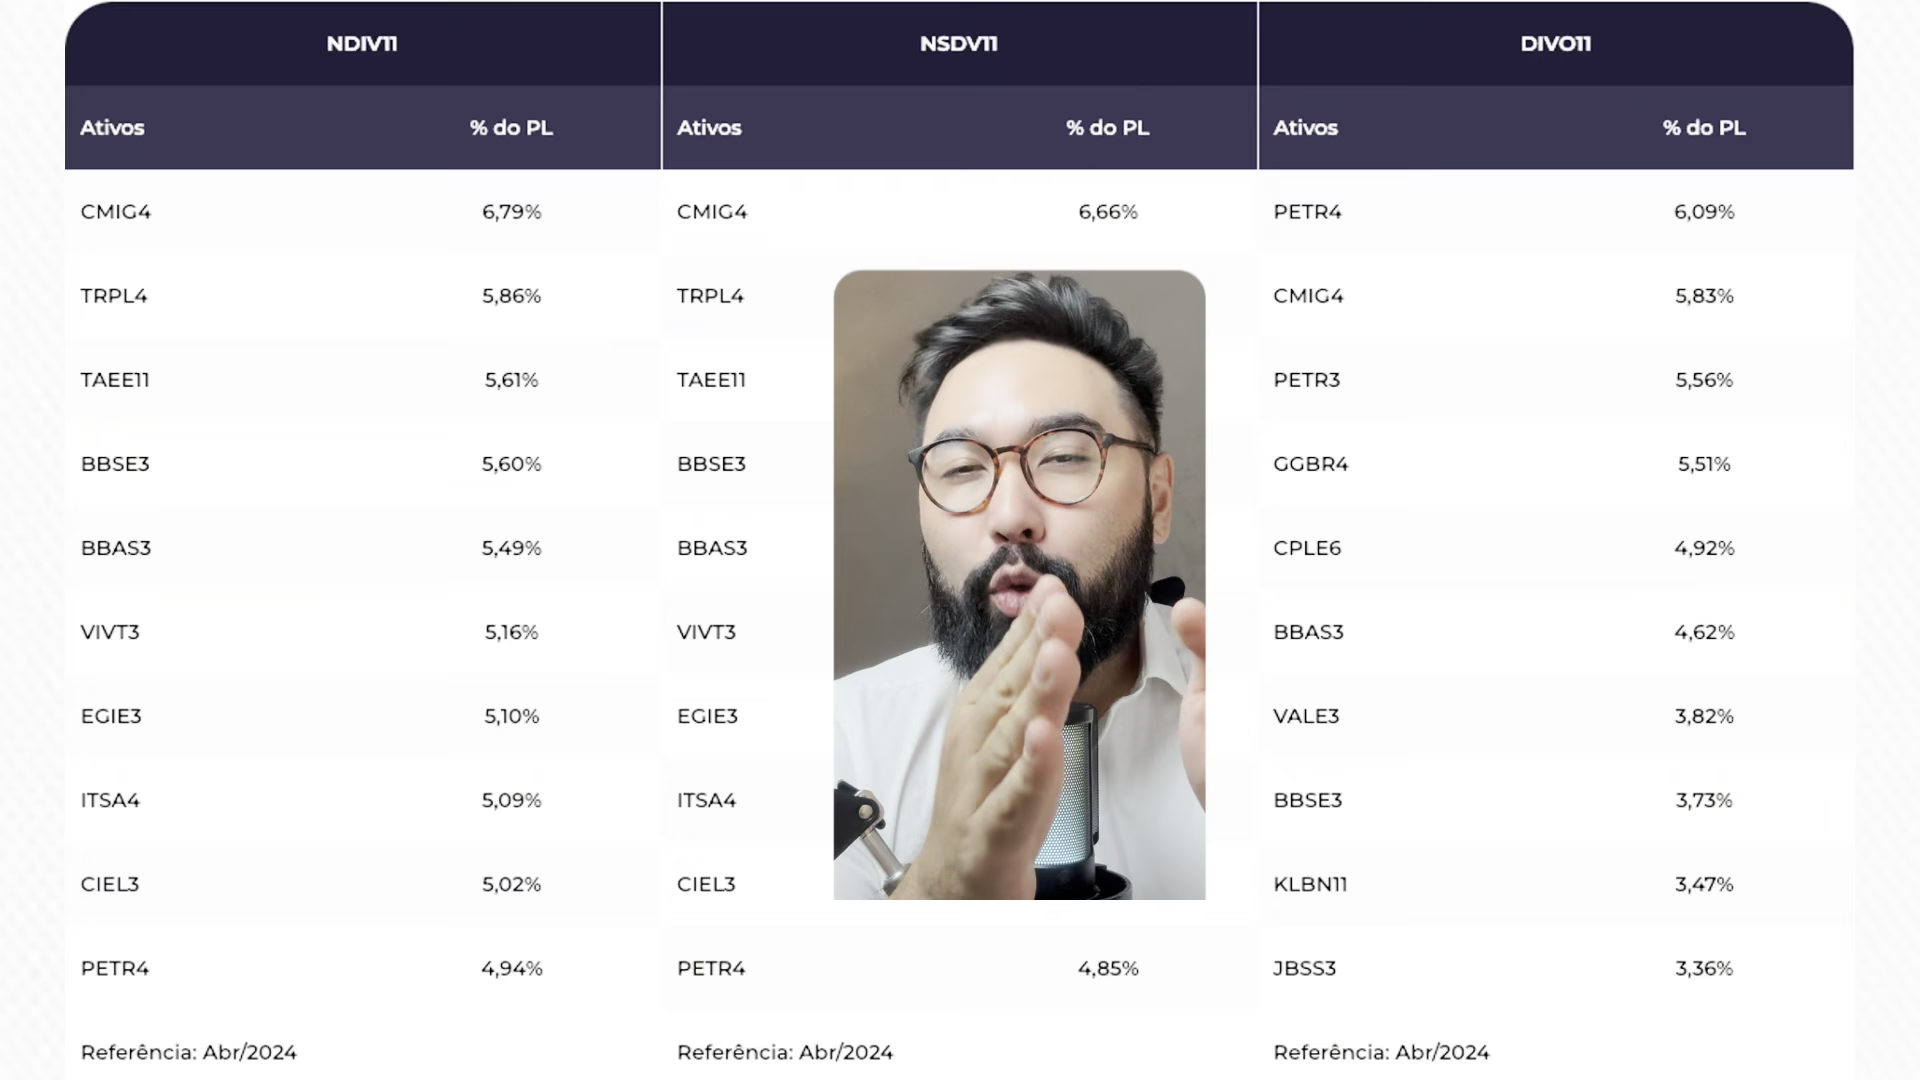 NDIV11 NSDV11 DIVO11
Ativos % do PL Ativos % do PL Ativos % do PL
CMIG4 6,79% CMIG4 6,66% PETR4 6,09%
TRPL4 5,86% TRPL4 CMIG4 5,83%
TAEE11 5,61% TAEE11 PETR3 5,56%
BBSE3 5,60% BBSE3 GGBR4 5,51%
BBAS3 5,49% BBAS3 CPLE6 4,92%
VIVT3 5,16% VIVT3 BBAS3 4,62%
EGIE3 5,10% EGIE3 VALE3 3,82%
ITSA4 5,09% ITSA4 BBSE3 3,73%
CIEL3 5,02% CIEL3 KLBN11 3,47%
PETR4 4,94% PETR4 4,85% JBSS3 3,36%
Referência: Abr/2024 Referência: Abr/2024 Referência: Abr/2024